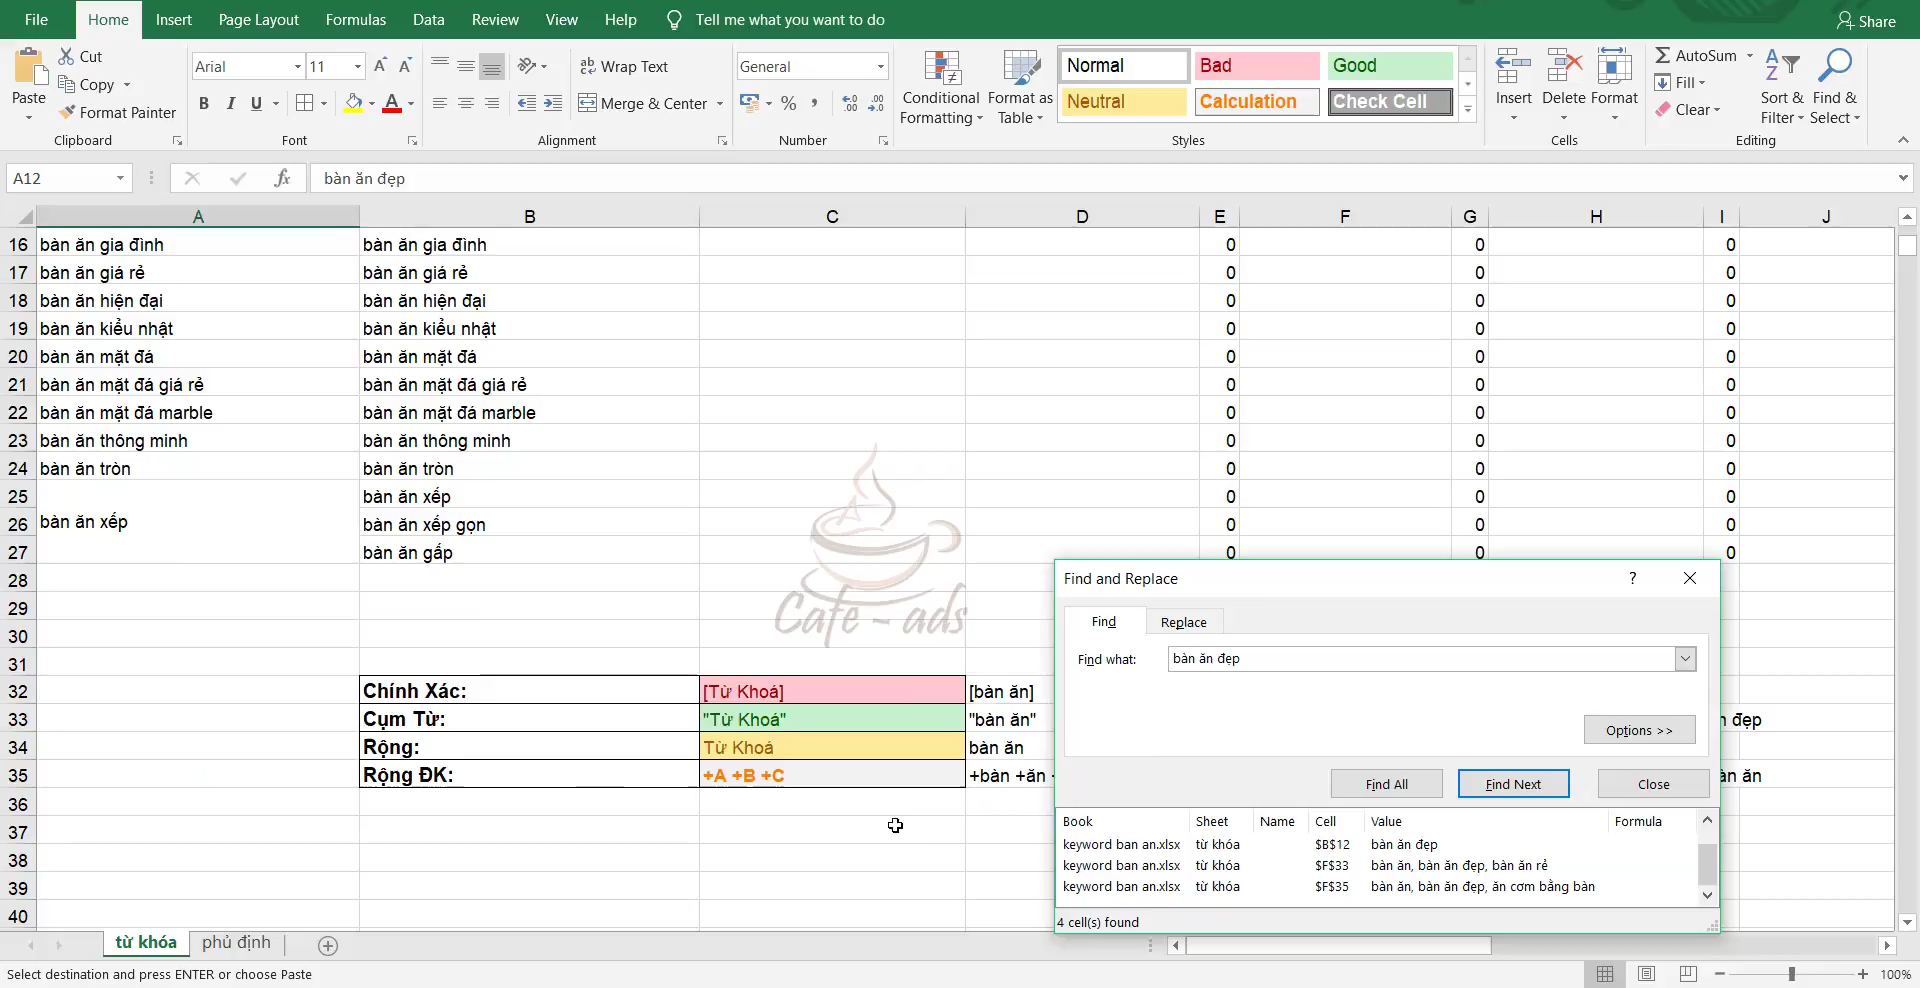 File Home Insert Page Layout Formulas Data Review View Help Tell me what you want to do Share
Paste Cut Copy Format Painter Clipboard
Arial 11 B I U A Font
ab c Wrap Text Merge & Center Alignment
General % , Number
Conditional Formatting Format as Table Normal Bad Good Neutral Calculation Check Cell Styles
Insert Delete Format Cells
AutoSum Fill Clear Sort & Filter Find & Select Editing
A12 fx bàn ăn đẹp
A B C D E F G H I J
16 bàn ăn gia đình bàn ăn gia đình 0 0 0
17 bàn ăn giá rẻ bàn ăn giá rẻ 0 0 0
18 bàn ăn hiện đại bàn ăn hiện đại 0 0 0
19 bàn ăn kiểu nhật bàn ăn kiểu nhật 0 0 0
20 bàn ăn mặt đá bàn ăn mặt đá 0 0 0
21 bàn ăn mặt đá giá rẻ bàn ăn mặt đá giá rẻ 0 0 0
22 bàn ăn mặt đá marble bàn ăn mặt đá marble 0 0 0
23 bàn ăn thông minh bàn ăn thông minh 0 0 0
24 bàn ăn tròn bàn ăn tròn 0 0 0
25 bàn ăn xếp 0 0 0
26 bàn ăn xếp bàn ăn xếp gọn 0 0 0
27 bàn ăn gấp 0 0 0
28
29
30
31
32 Chính Xác: [Từ Khoá] [bàn ăn]
33 Cụm Từ: "Từ Khoá" "bàn ăn" đẹp
34 Rộng: Từ Khoá bàn ăn
35 Rộng ĐK: +A +B +C +bàn +ăn ăn
36
37
38
39
40
Cafe - ads
Find and Replace ?
Find Replace
Find what: bàn ăn đẹp
Options >>
Find All Find Next Close
Book Sheet Name Cell Value Formula
keyword ban an.xlsx từ khóa $B$12 bàn ăn đẹp
keyword ban an.xlsx từ khóa $F$33 bàn ăn, bàn ăn đẹp, bàn ăn rẻ
keyword ban an.xlsx từ khóa $F$35 bàn ăn, bàn ăn đẹp, ăn cơm bằng bàn
4 cell(s) found
từ khóa phủ định
Select destination and press ENTER or choose Paste 100%